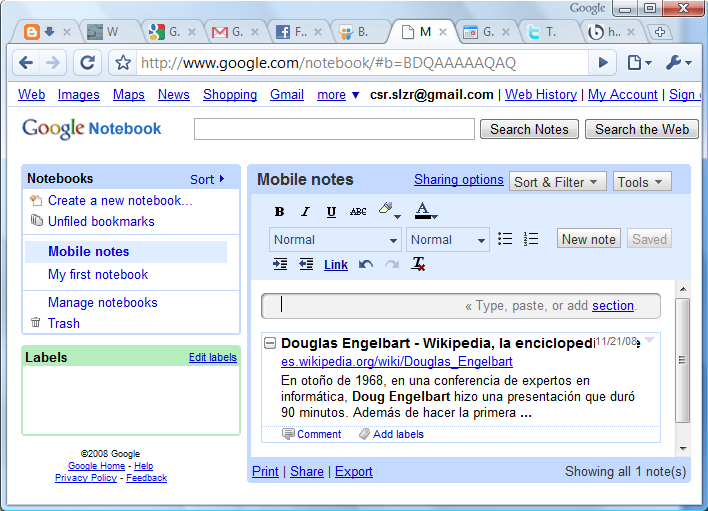 Google
W
G.
G.
F.
B.
M
G.
T.
h.
http://www.google.com/notebook/#b=BDQAAAAAQAQ
Web Images Maps News Shopping Gmail more ▼ csr.slzr@gmail.com | Web History | My Account | Sign
Google Notebook
Search Notes Search the Web
Notebooks Sort
Create a new notebook...
Unfiled bookmarks
Mobile notes
My first notebook
Manage notebooks
Trash
Labels Edit labels
©2008 Google
Google Home - Help
Privacy Policy - Feedback
Mobile notes Sharing options Sort & Filter Tools
B I U ABC A
Normal Normal New note Saved
Link T
« Type, paste, or add section.
Douglas Engelbart - Wikipedia, la enciclopedi e 11/21/08
es.wikipedia.org/wiki/Douglas_Engelbart
En otoño de 1968, en una conferencia de expertos en
informática, Doug Engelbart hizo una presentación que duró
90 minutos. Además de hacer la primera ...
Comment Add labels
Print | Share | Export Showing all 1 note(s)